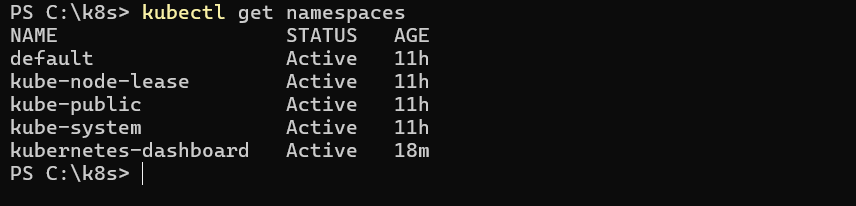 PS C:\k8s> kubectl get namespaces
NAME STATUS AGE
default Active 11h
kube-node-lease Active 11h
kube-public Active 11h
kube-system Active 11h
kubernetes-dashboard Active 18m
PS C:\k8s>